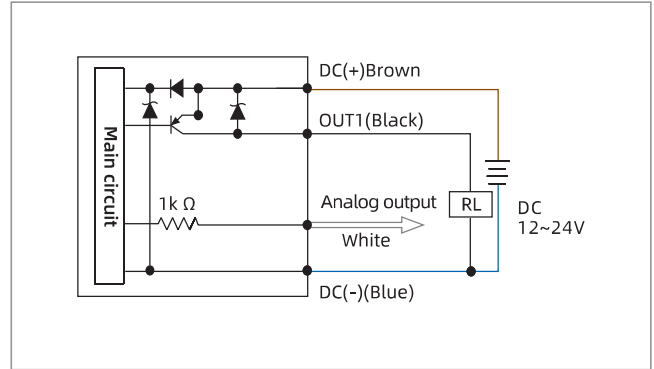 DC(+)Brown
OUT1(Black)
Main circuit
1k Ω
Analog output
White
RL
DC
12~24V
DC(-)(Blue)